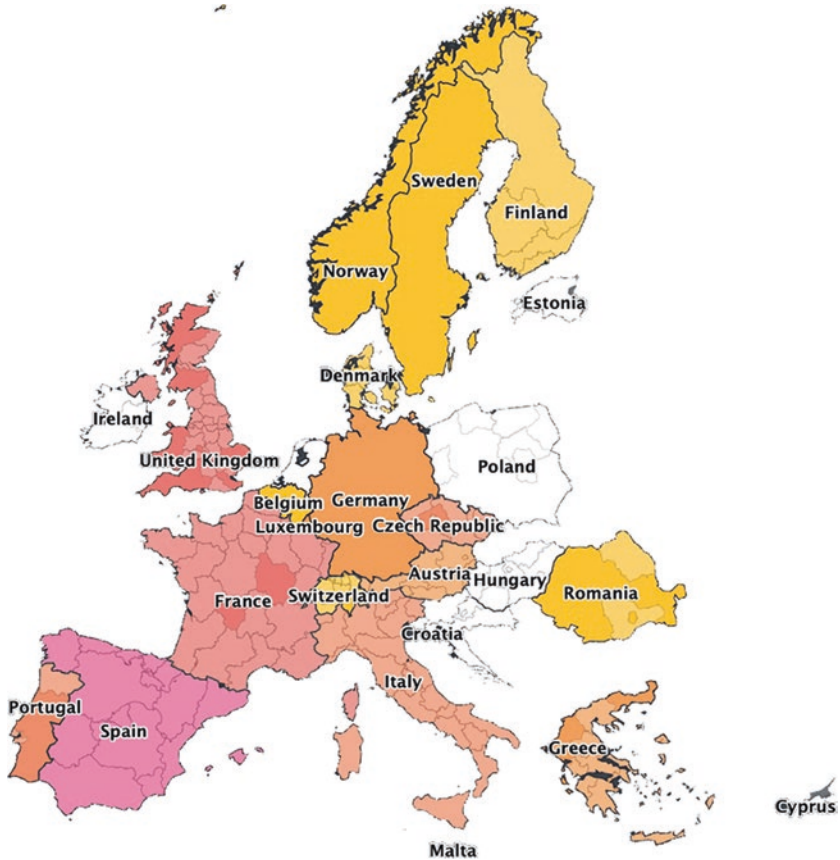 Sweden
Finland
Norway
Estonia
Denmark
Ireland
United Kingdom
Poland
Belgium
Germany
Luxembourg
Czech Republic
Austria
Hungary
Switzerland
Romania
France
Croatia
Italy
Portugal
Spain
Greece
Cyprus
Malta